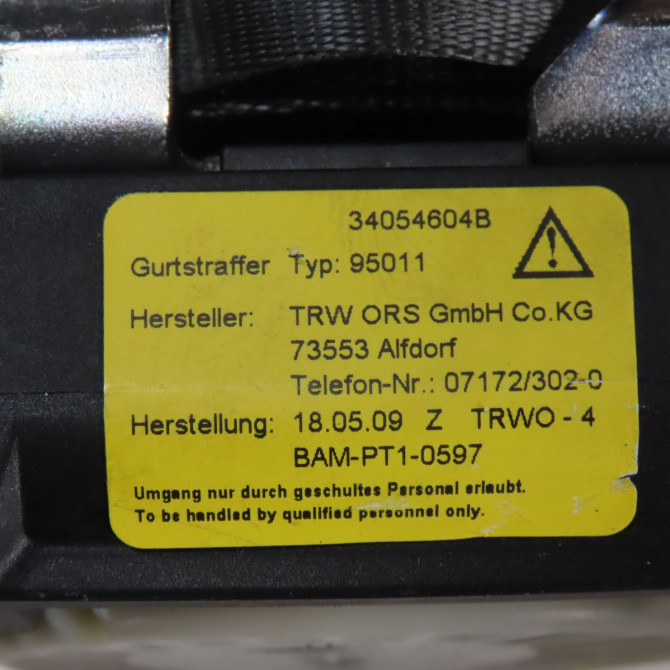 34054604B
Gurtstraffer Typ: 95011
Hersteller: TRW ORS GmbH Co.KG
73553 Alfdorf
Telefon-Nr.: 07172/302-0
Herstellung: 18.05.09 Z TRWO - 4
BAM-PT1-0597
Umgang nur durch geschultes Personal erlaubt.
To be handled by qualified personnel only.